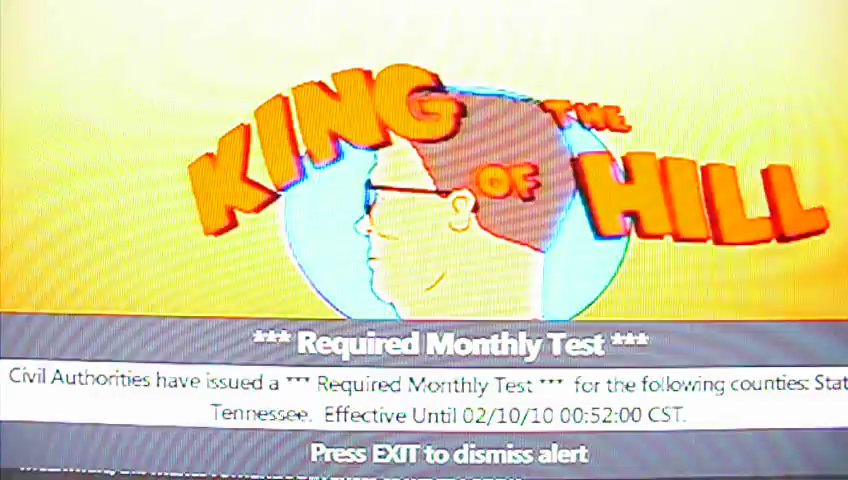 KING OF THE HILL
*** Required Monthly Test ***
Civil Authorities have issued a *** Required Monthly Test *** for the following counties: Stat
Tennessee. Effective Until 02/10/10 00:52:00 CST.
Press EXIT to dismiss alert